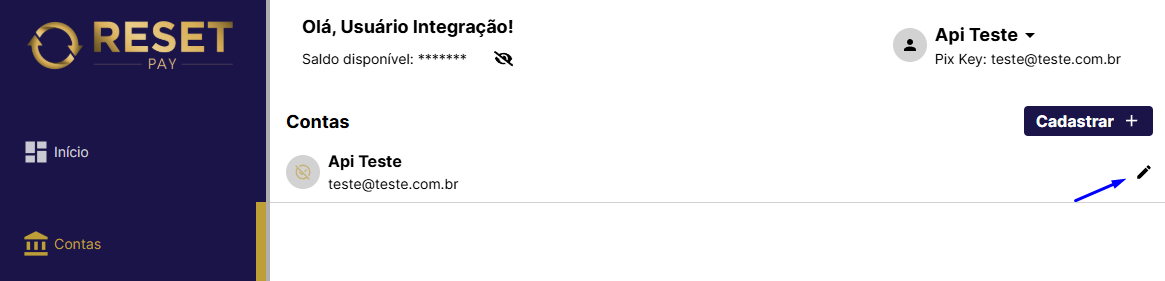 RESET
PAY
Olá, Usuário Integração!
Saldo disponível: *******
Api Teste
Pix Key: teste@teste.com.br
Início
Contas
Contas
Cadastrar +
Api Teste
teste@teste.com.br